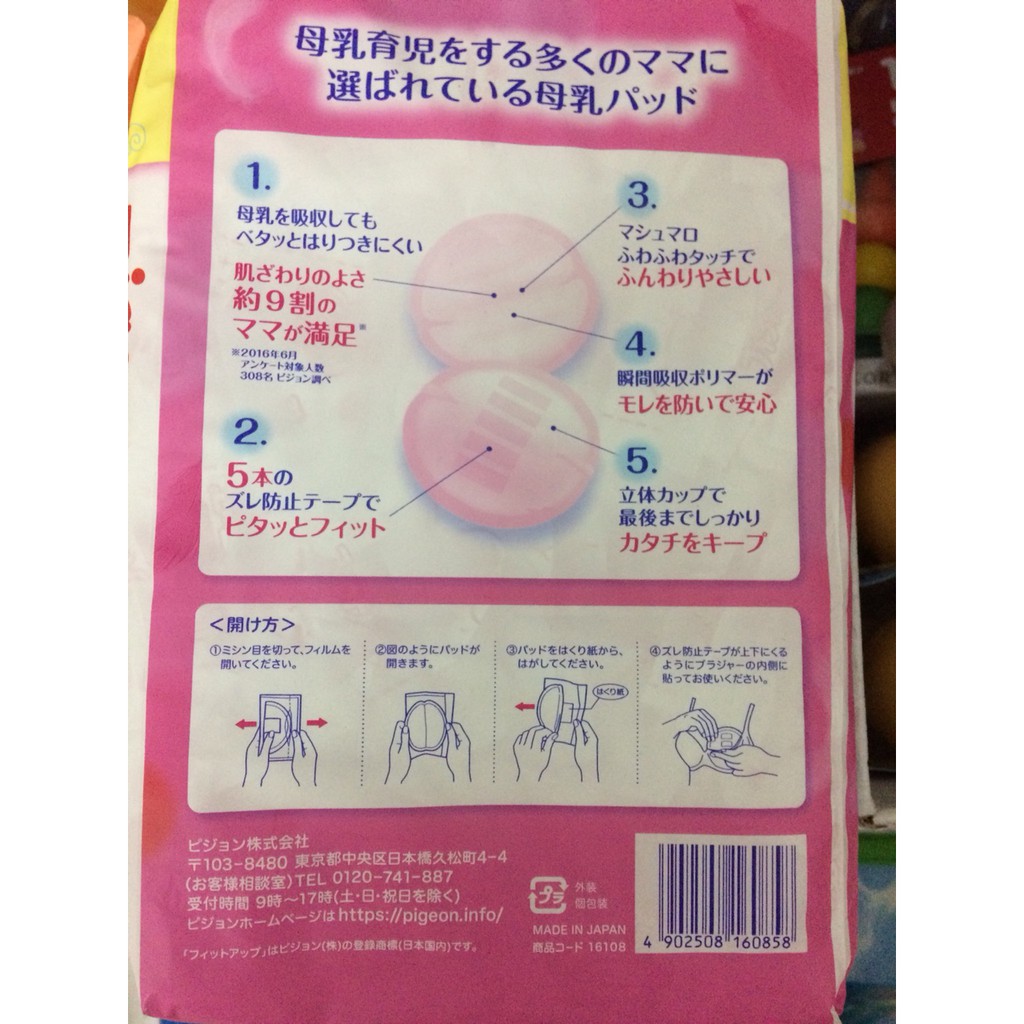 母乳育児をする多くのママに
選ばれている母乳パッド
1.
母乳を吸収しても
ベタッとはりつきにくい
肌ざわりのよさ
約9割の
ママが満足※
※2016年6月
アンケート対象人数
308名 ピジョン調べ
2.
5本の
ズレ防止テープで
ピタッとフィット
3.
マシュマロ
ふわふわタッチで
ふんわりやさしい
4.
瞬間吸収ポリマーが
モレを防いで安心
5.
立体カップで
最後までしっかり
カタチをキープ
＜開け方＞
①ミシン目を切って、フィルムを
開いてください。
②図のようにパッドが
開きます。
③パッドをはくり紙から、
はがしてください。
はくり紙
④ズレ防止テープが上下にくる
ようにブラジャーの内側に
貼ってお使いください。
ピジョン株式会社
〒103-8480 東京都中央区日本橋久松町4-4
(お客様相談室)TEL 0120-741-887
受付時間 9時〜17時(土・日・祝日を除く)
ピジョンホームページは https://pigeon.info/
「フィットアップ」はピジョン(株)の登録商標(日本国内)です。
プラ
外装
個包装
MADE IN JAPAN
商品コード 16108
4 902508 160858